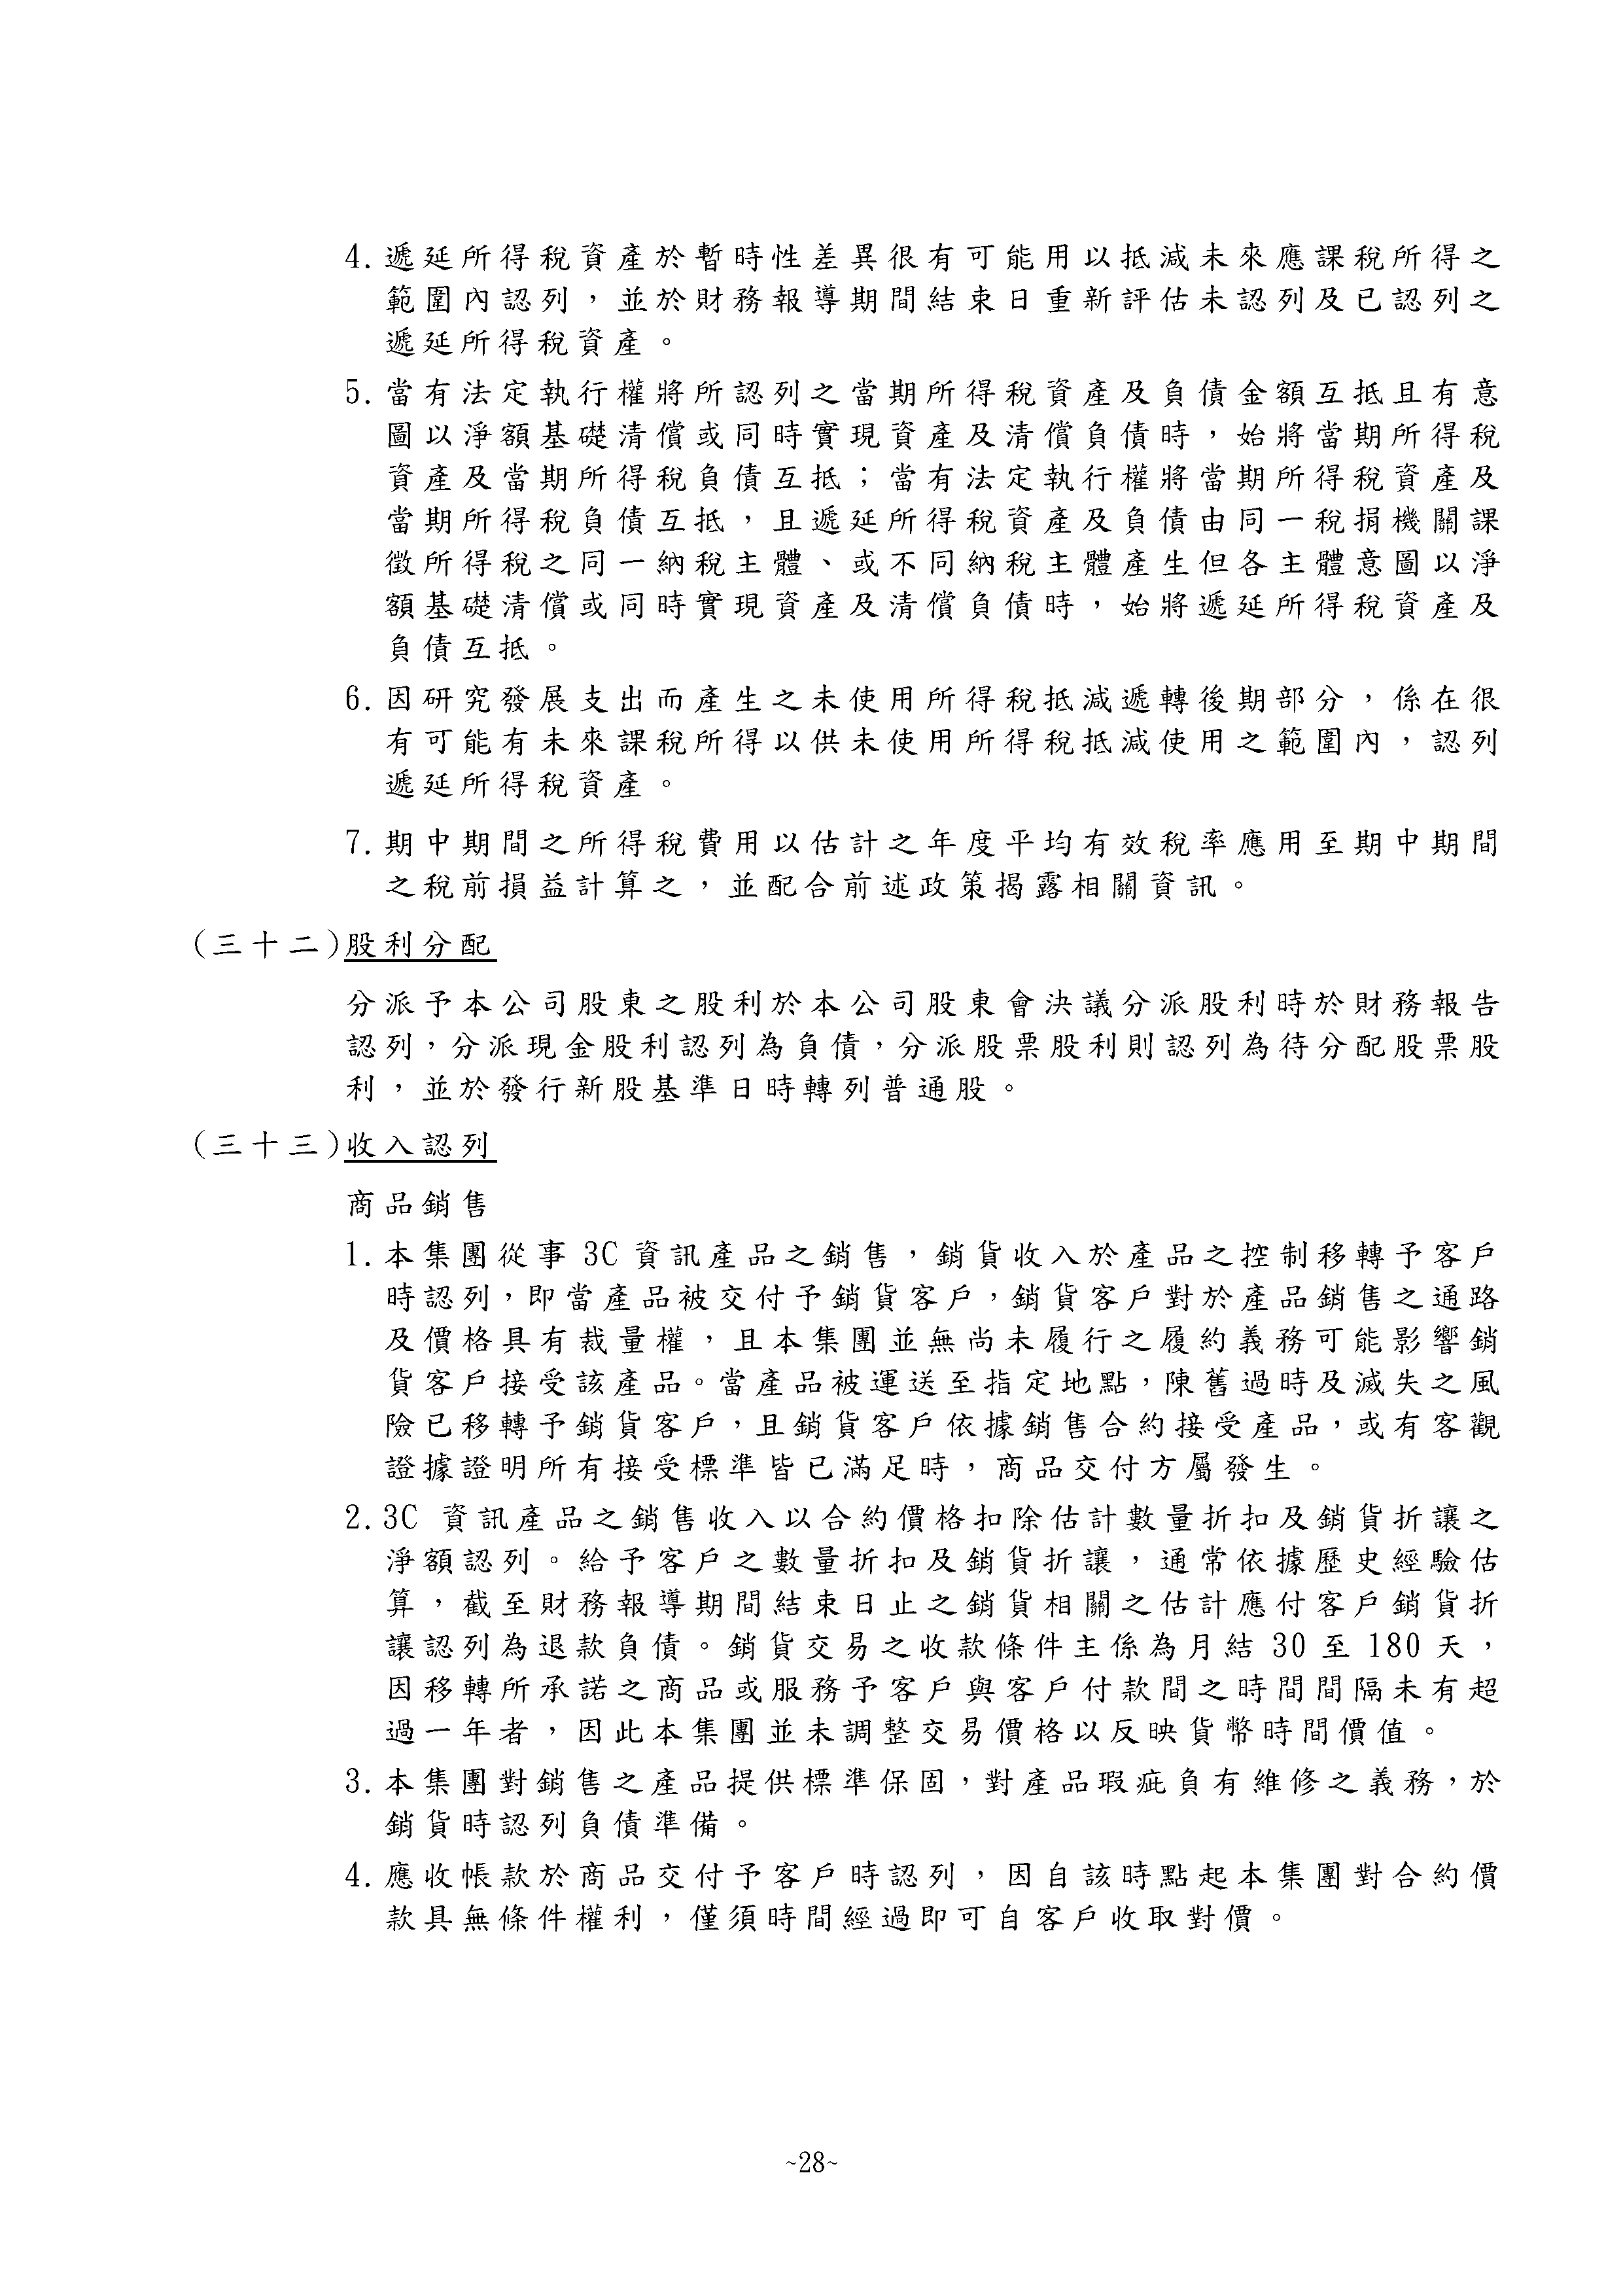 4.遞延所得稅資產於暫時性差異很有可能用以抵減未來應課稅所得之
範圍內認列，並於財務報導期間結束日重新評估未認列及已認列之
遞延所得稅資產。
5.當有法定執行權將所認列之當期所得稅資產及負債金額互抵且有意
圖以淨額基礎清償或同時實現資產及清償負債時，始將當期所得稅
資產及當期所得稅負債互抵；當有法定執行權將當期所得稅資產及
當期所得稅負債互抵，且遞延所得稅資產及負債由同一稅捐機關課
徵所得稅之同一納稅主體、或不同納稅主體產生但各主體意圖以淨
額基礎清償或同時實現資產及清償負債時，始將遞延所得稅資產及
負債互抵。
6.因研究發展支出而產生之未使用所得稅抵減遞轉後期部分，係在很
有可能有未來課稅所得以供未使用所得稅抵減使用之範圍內，認列
遞延所得稅資產。
7.期中期間之所得稅費用以估計之年度平均有效稅率應用至期中期間
之稅前損益計算之，並配合前述政策揭露相關資訊。
(三十二)股利分配
分派予本公司股東之股利於本公司股東會決議分派股利時於財務報告
認列，分派現金股利認列為負債，分派股票股利則認列為待分配股票股
利，並於發行新股基準日時轉列普通股。
(三十三)收入認列
商品銷售
1.本集團從事 3C 資訊產品之銷售，銷貨收入於產品之控制移轉予客戶
時認列，即當產品被交付予銷貨客戶，銷貨客戶對於產品銷售之通路
及價格具有裁量權，且本集團並無尚未履行之履約義務可能影響銷
貨客戶接受該產品。當產品被運送至指定地點，陳舊過時及滅失之風
險已移轉予銷貨客戶，且銷貨客戶依據銷售合約接受產品，或有客觀
證據證明所有接受標準皆已滿足時，商品交付方屬發生。
2.3C 資訊產品之銷售收入以合約價格扣除估計數量折扣及銷貨折讓之
淨額認列。給予客戶之數量折扣及銷貨折讓，通常依據歷史經驗估
算，截至財務報導期間結束日止之銷貨相關之估計應付客戶銷貨折
讓認列為退款負債。銷貨交易之收款條件主係為月結 30 至 180 天，
因移轉所承諾之商品或服務予客戶與客戶付款間之時間間隔未有超
過一年者，因此本集團並未調整交易價格以反映貨幣時間價值。
3.本集團對銷售之產品提供標準保固，對產品瑕疵負有維修之義務，於
銷貨時認列負債準備。
4.應收帳款於商品交付予客戶時認列，因自該時點起本集團對合約價
款具無條件權利，僅須時間經過即可自客戶收取對價。
~28~